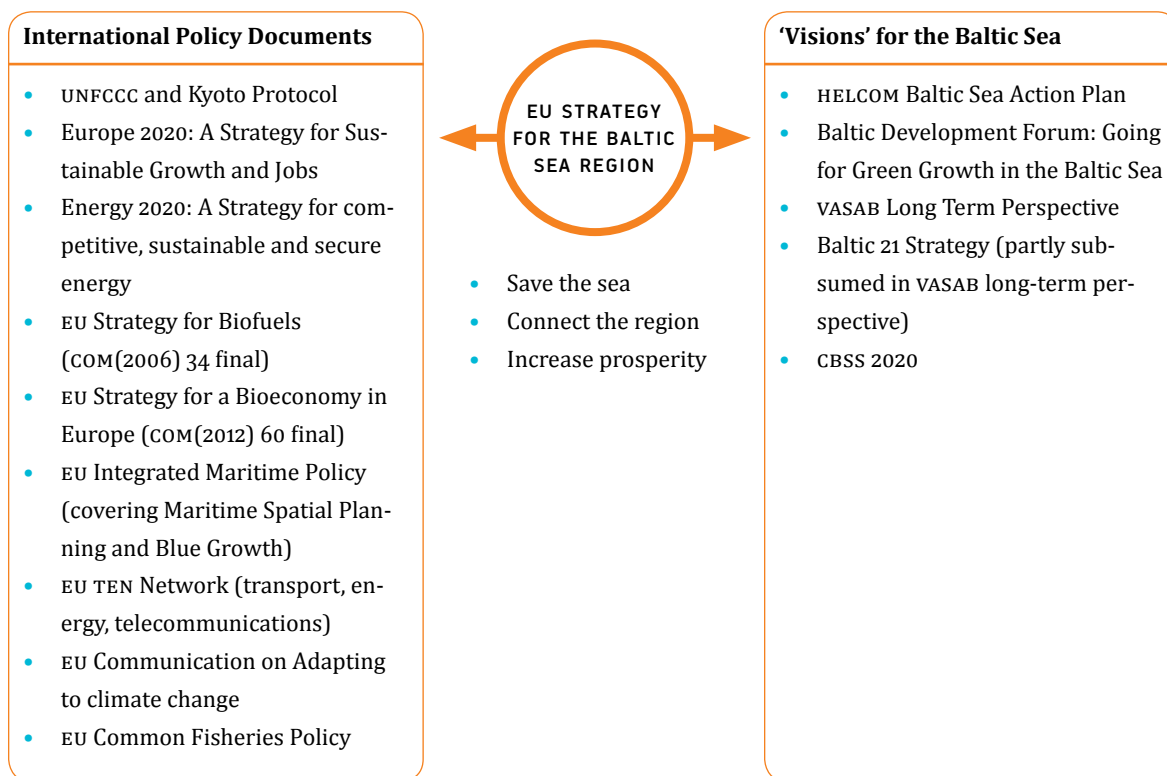 International Policy Documents
• UNFCCC and Kyoto Protocol
• Europe 2020: A Strategy for Sus-
tainable Growth and Jobs
• Energy 2020: A Strategy for com-
petitive, sustainable and secure
energy
• EU Strategy for Biofuels
(COM(2006) 34 final)
• EU Strategy for a Bioeconomy in
Europe (COM(2012) 60 final)
• EU Integrated Maritime Policy
(covering Maritime Spatial Plan-
ning and Blue Growth)
• EU TEN Network (transport, en-
ergy, telecommunications)
• EU Communication on Adapting
to climate change
• EU Common Fisheries Policy
EU STRATEGY
FOR THE BALTIC
SEA REGION
• Save the sea
• Connect the region
• Increase prosperity
‘Visions’ for the Baltic Sea
• HELCOM Baltic Sea Action Plan
• Baltic Development Forum: Going
for Green Growth in the Baltic Sea
• VASAB Long Term Perspective
• Baltic 21 Strategy (partly sub-
sumed in VASAB long-term per-
spective)
• CBSS 2020